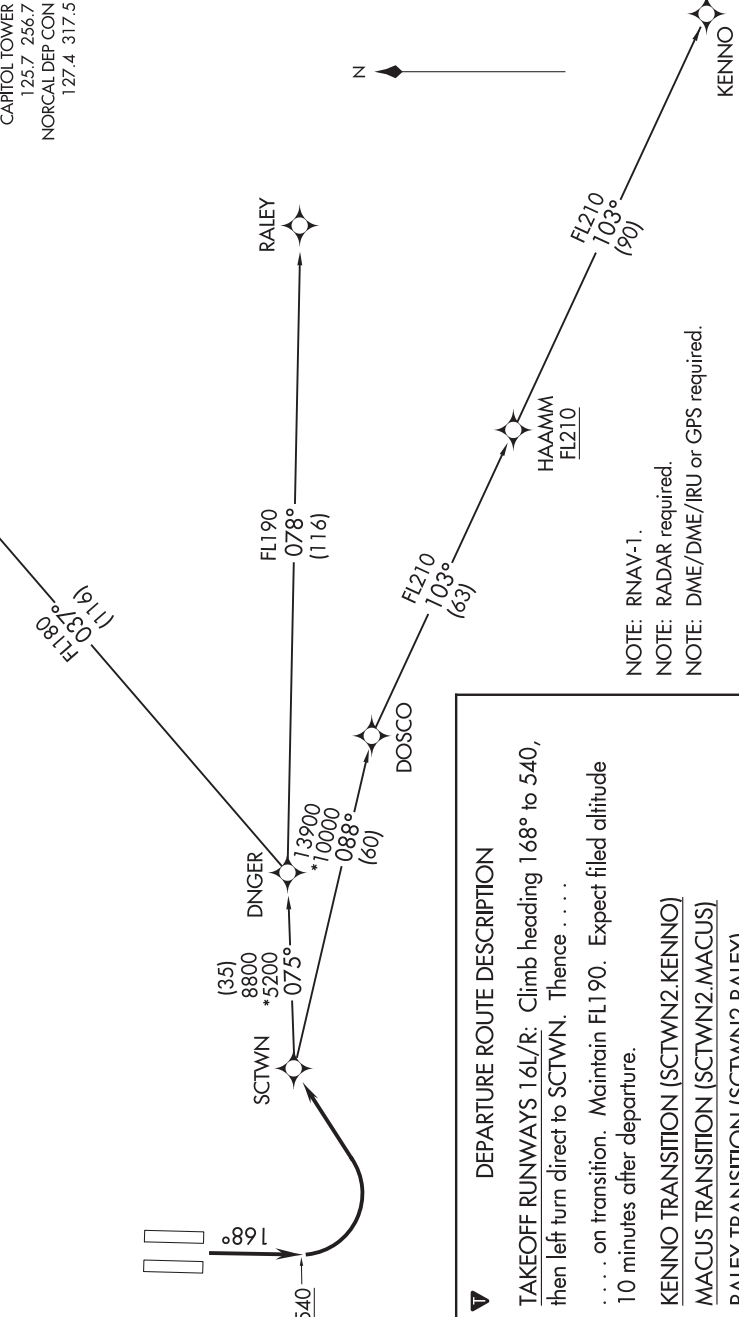 CAPITOL TOWER
125.7 256.7
NORCAL DEP CON
127.4 317.5
N
KENNO
FL210
103°
(90)
RALEY
HAAMM
FL210
FL190
078°
(116)
FL210
103°
(63)
FL180
037°
(116)
DOSCO
DNGER
13900
*10000
088°
(60)
(35)
8800
*5200
075°
SCTWN
168°
540
NOTE: RNAV-1.
NOTE: RADAR required.
NOTE: DME/DME/IRU or GPS required.
T
DEPARTURE ROUTE DESCRIPTION
TAKEOFF RUNWAYS 16L/R: Climb heading 168° to 540,
then left turn direct to SCTWN. Thence . . . .
. . . . on transition. Maintain FL190. Expect filed altitude
10 minutes after departure.
KENNO TRANSITION (SCTWN2.KENNO)
MACUS TRANSITION (SCTWN2.MACUS)
RALEY TRANSITION (SCTWN2.RALEY)